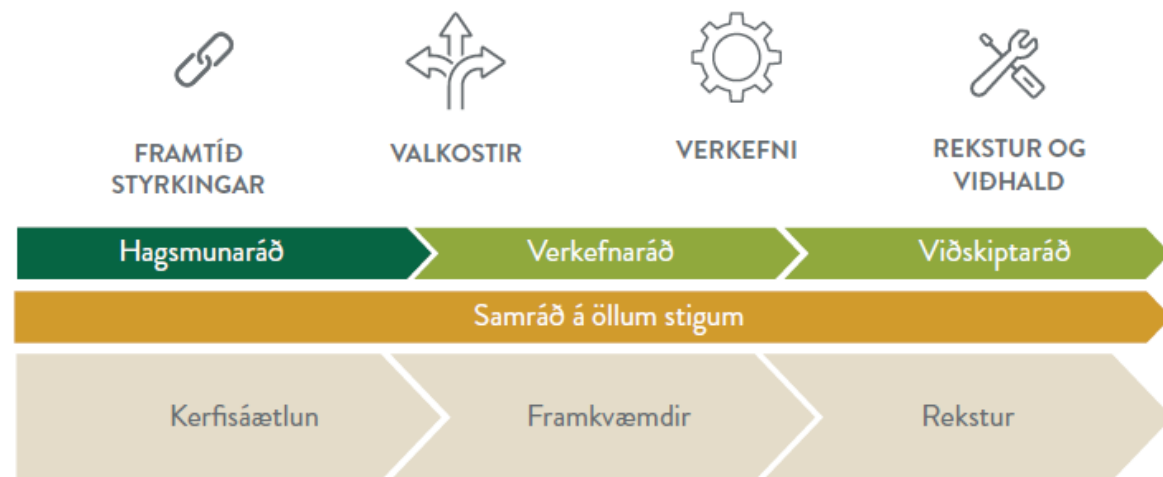 FRAMTÍÐ
STYRKINGAR
VALKOSTIR
VERKEFNI
REKSTUR OG
VIÐHALD
Hagsmunaráð
Verkefnaráð
Viðskiptaráð
Samráð á öllum stigum
Kerfisáætlun
Framkvæmdir
Rekstur